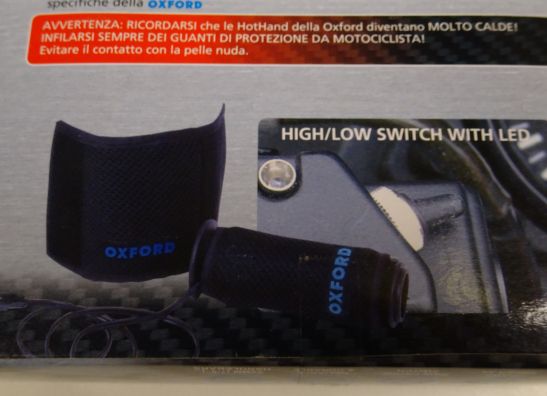 specifiche della OXFORD
AVVERTENZA: RICORDARSI che le HotHand della Oxford diventano MOLTO CALDE!
INFILARSI SEMPRE DEI GUANTI DI PROTEZIONE DA MOTOCICLISTA!
Evitare il contatto con la pelle nuda.
HIGH/LOW SWITCH WITH LED
OXFORD
OXFORD